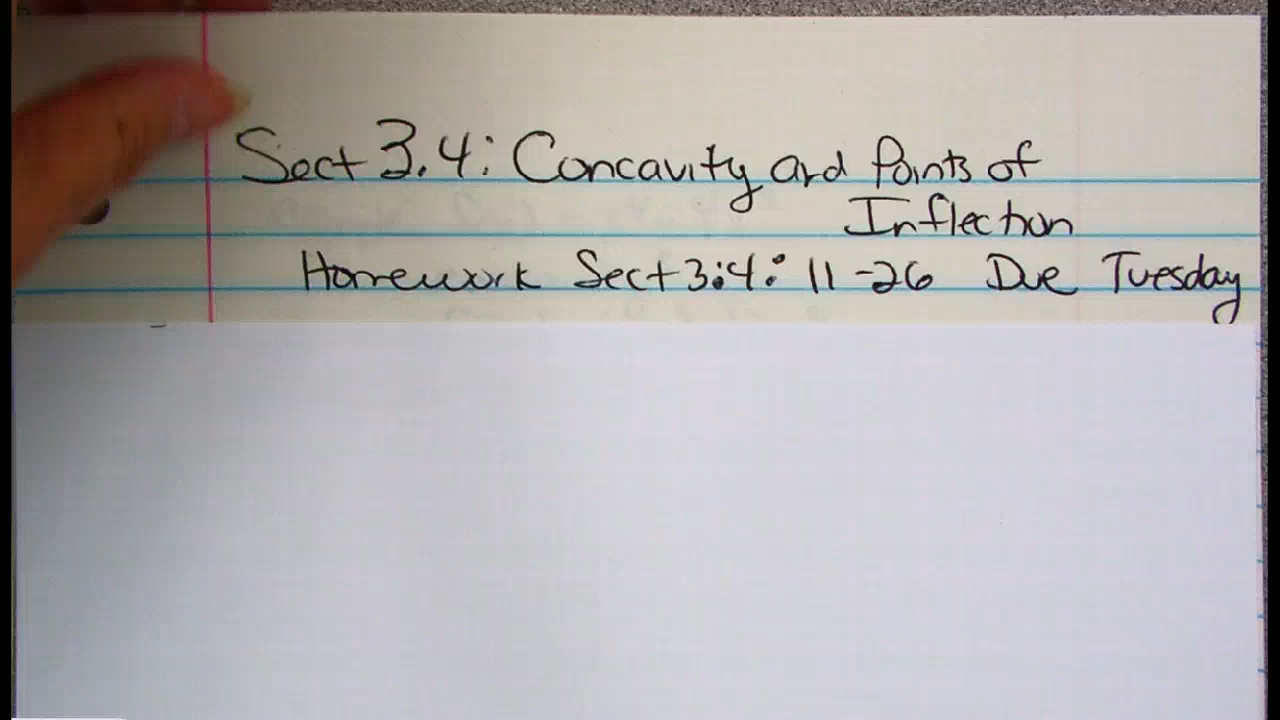 Sect 3.4: Concavity and Points of
Inflection
Homework Sect 3.4: 11-26 Due Tuesday